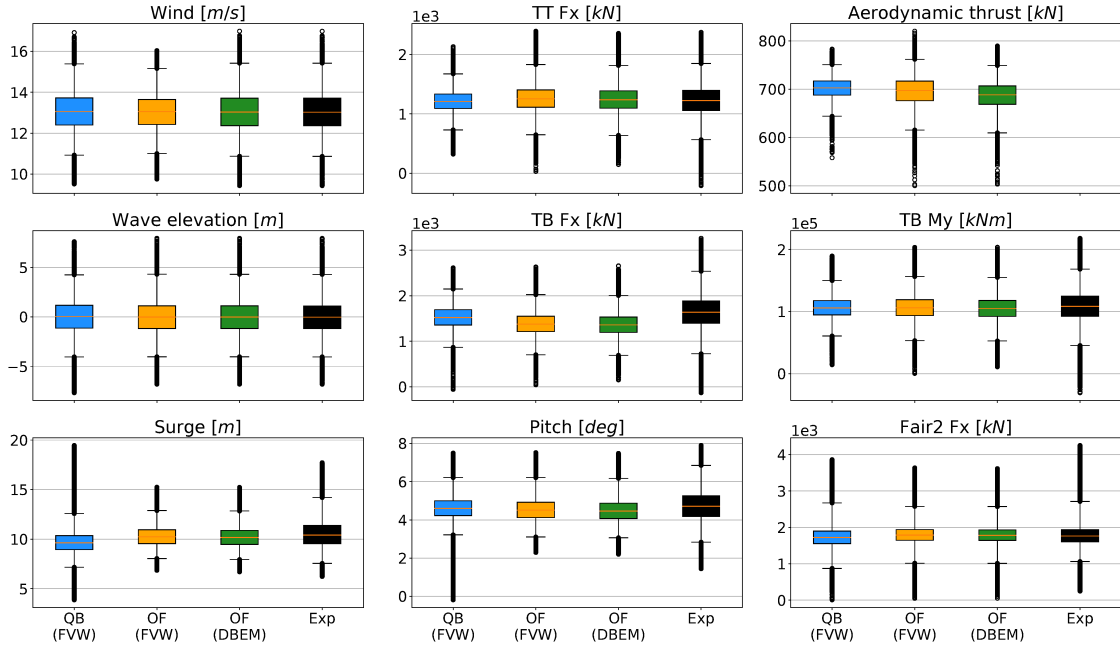 Wind [m/s]
16
14
12
10
1e3
TT Fx [kN]
2
1
0
Aerodynamic thrust [kN]
800
700
600
500
Wave elevation [m]
5
0
−5
1e3
TB Fx [kN]
3
2
1
0
1e5
TB My [kNm]
2
1
0
Surge [m]
20
15
10
5
QB
(FVW)
OF
(FVW)
OF
(DBEM)
Exp
Pitch [deg]
8
6
4
2
0
QB
(FVW)
OF
(FVW)
OF
(DBEM)
Exp
1e3
Fair2 Fx [kN]
4
3
2
1
0
QB
(FVW)
OF
(FVW)
OF
(DBEM)
Exp